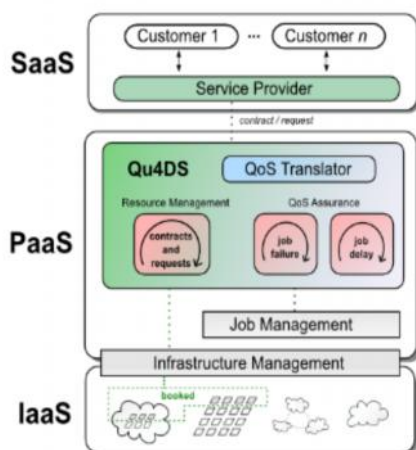 SaaS
Customer 1 ... Customer n
Service Provider
contract / request
PaaS
Qu4DS
QoS Translator
Resource Management
QoS Assurance
contracts
and
requests
job
failure
job
delay
Job Management
Infrastructure Management
IaaS
booked